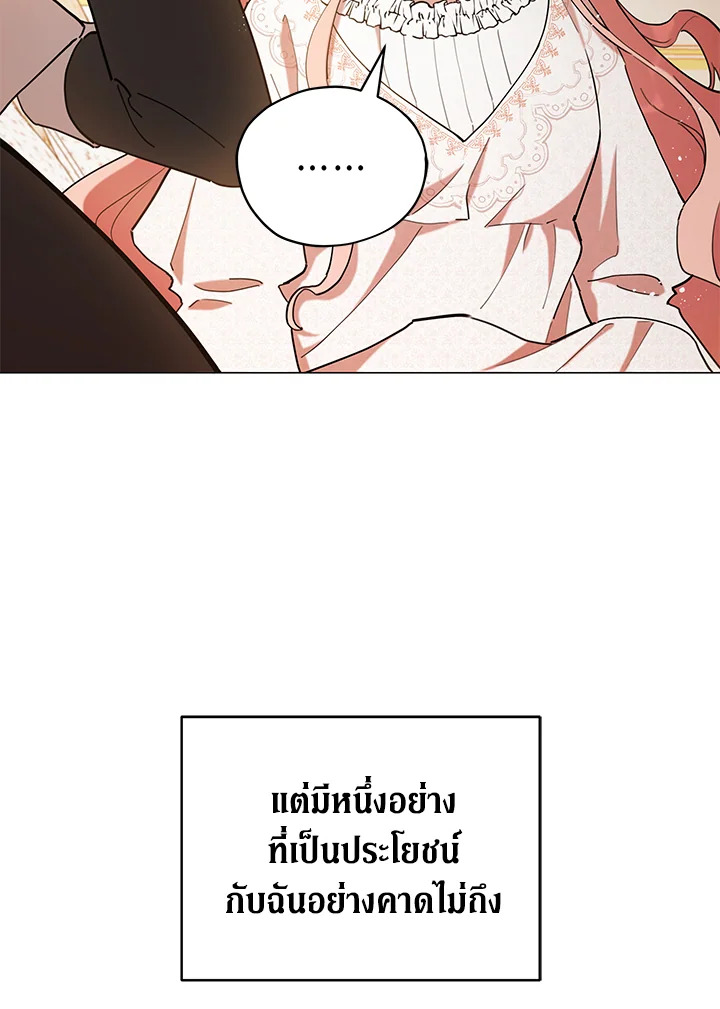 ……
แต่มีหนึ่งอย่าง
ที่เป็นประโยชน์
กับฉันอย่างคาดไม่ถึง